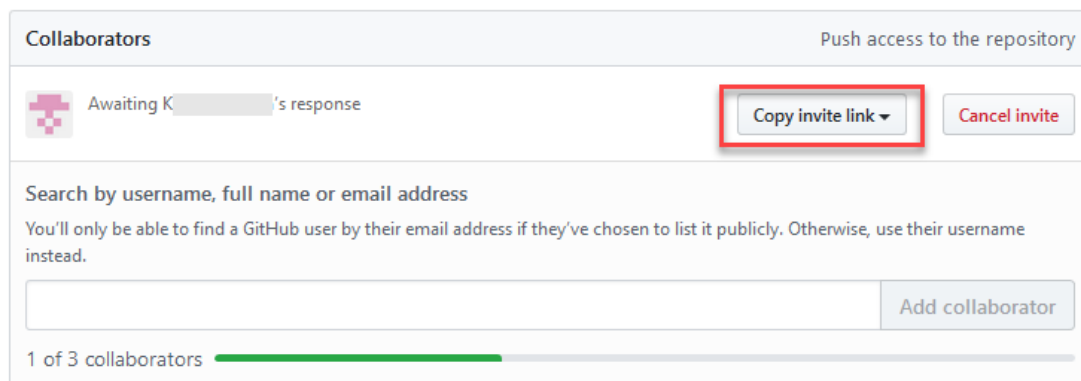 Collaborators Push access to the repository
Awaiting K 's response Copy invite link Cancel invite
Search by username, full name or email address
You'll only be able to find a GitHub user by their email address if they've chosen to list it publicly. Otherwise, use their username
instead.
Add collaborator
1 of 3 collaborators